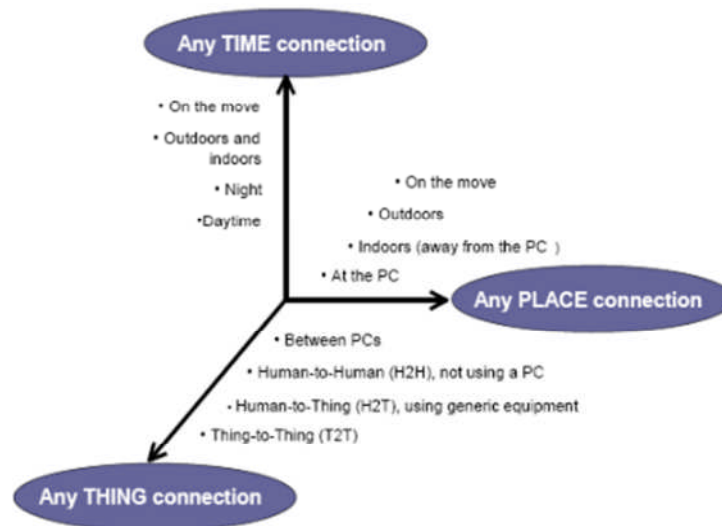 Any TIME connection
• On the move
• Outdoors and
indoors
• Night
•Daytime
• On the move
• Outdoors
• Indoors (away from the PC )
• At the PC
Any PLACE connection
• Between PCs
• Human-to-Human (H2H), not using a PC
• Human-to-Thing (H2T), using generic equipment
• Thing-to-Thing (T2T)
Any THING connection